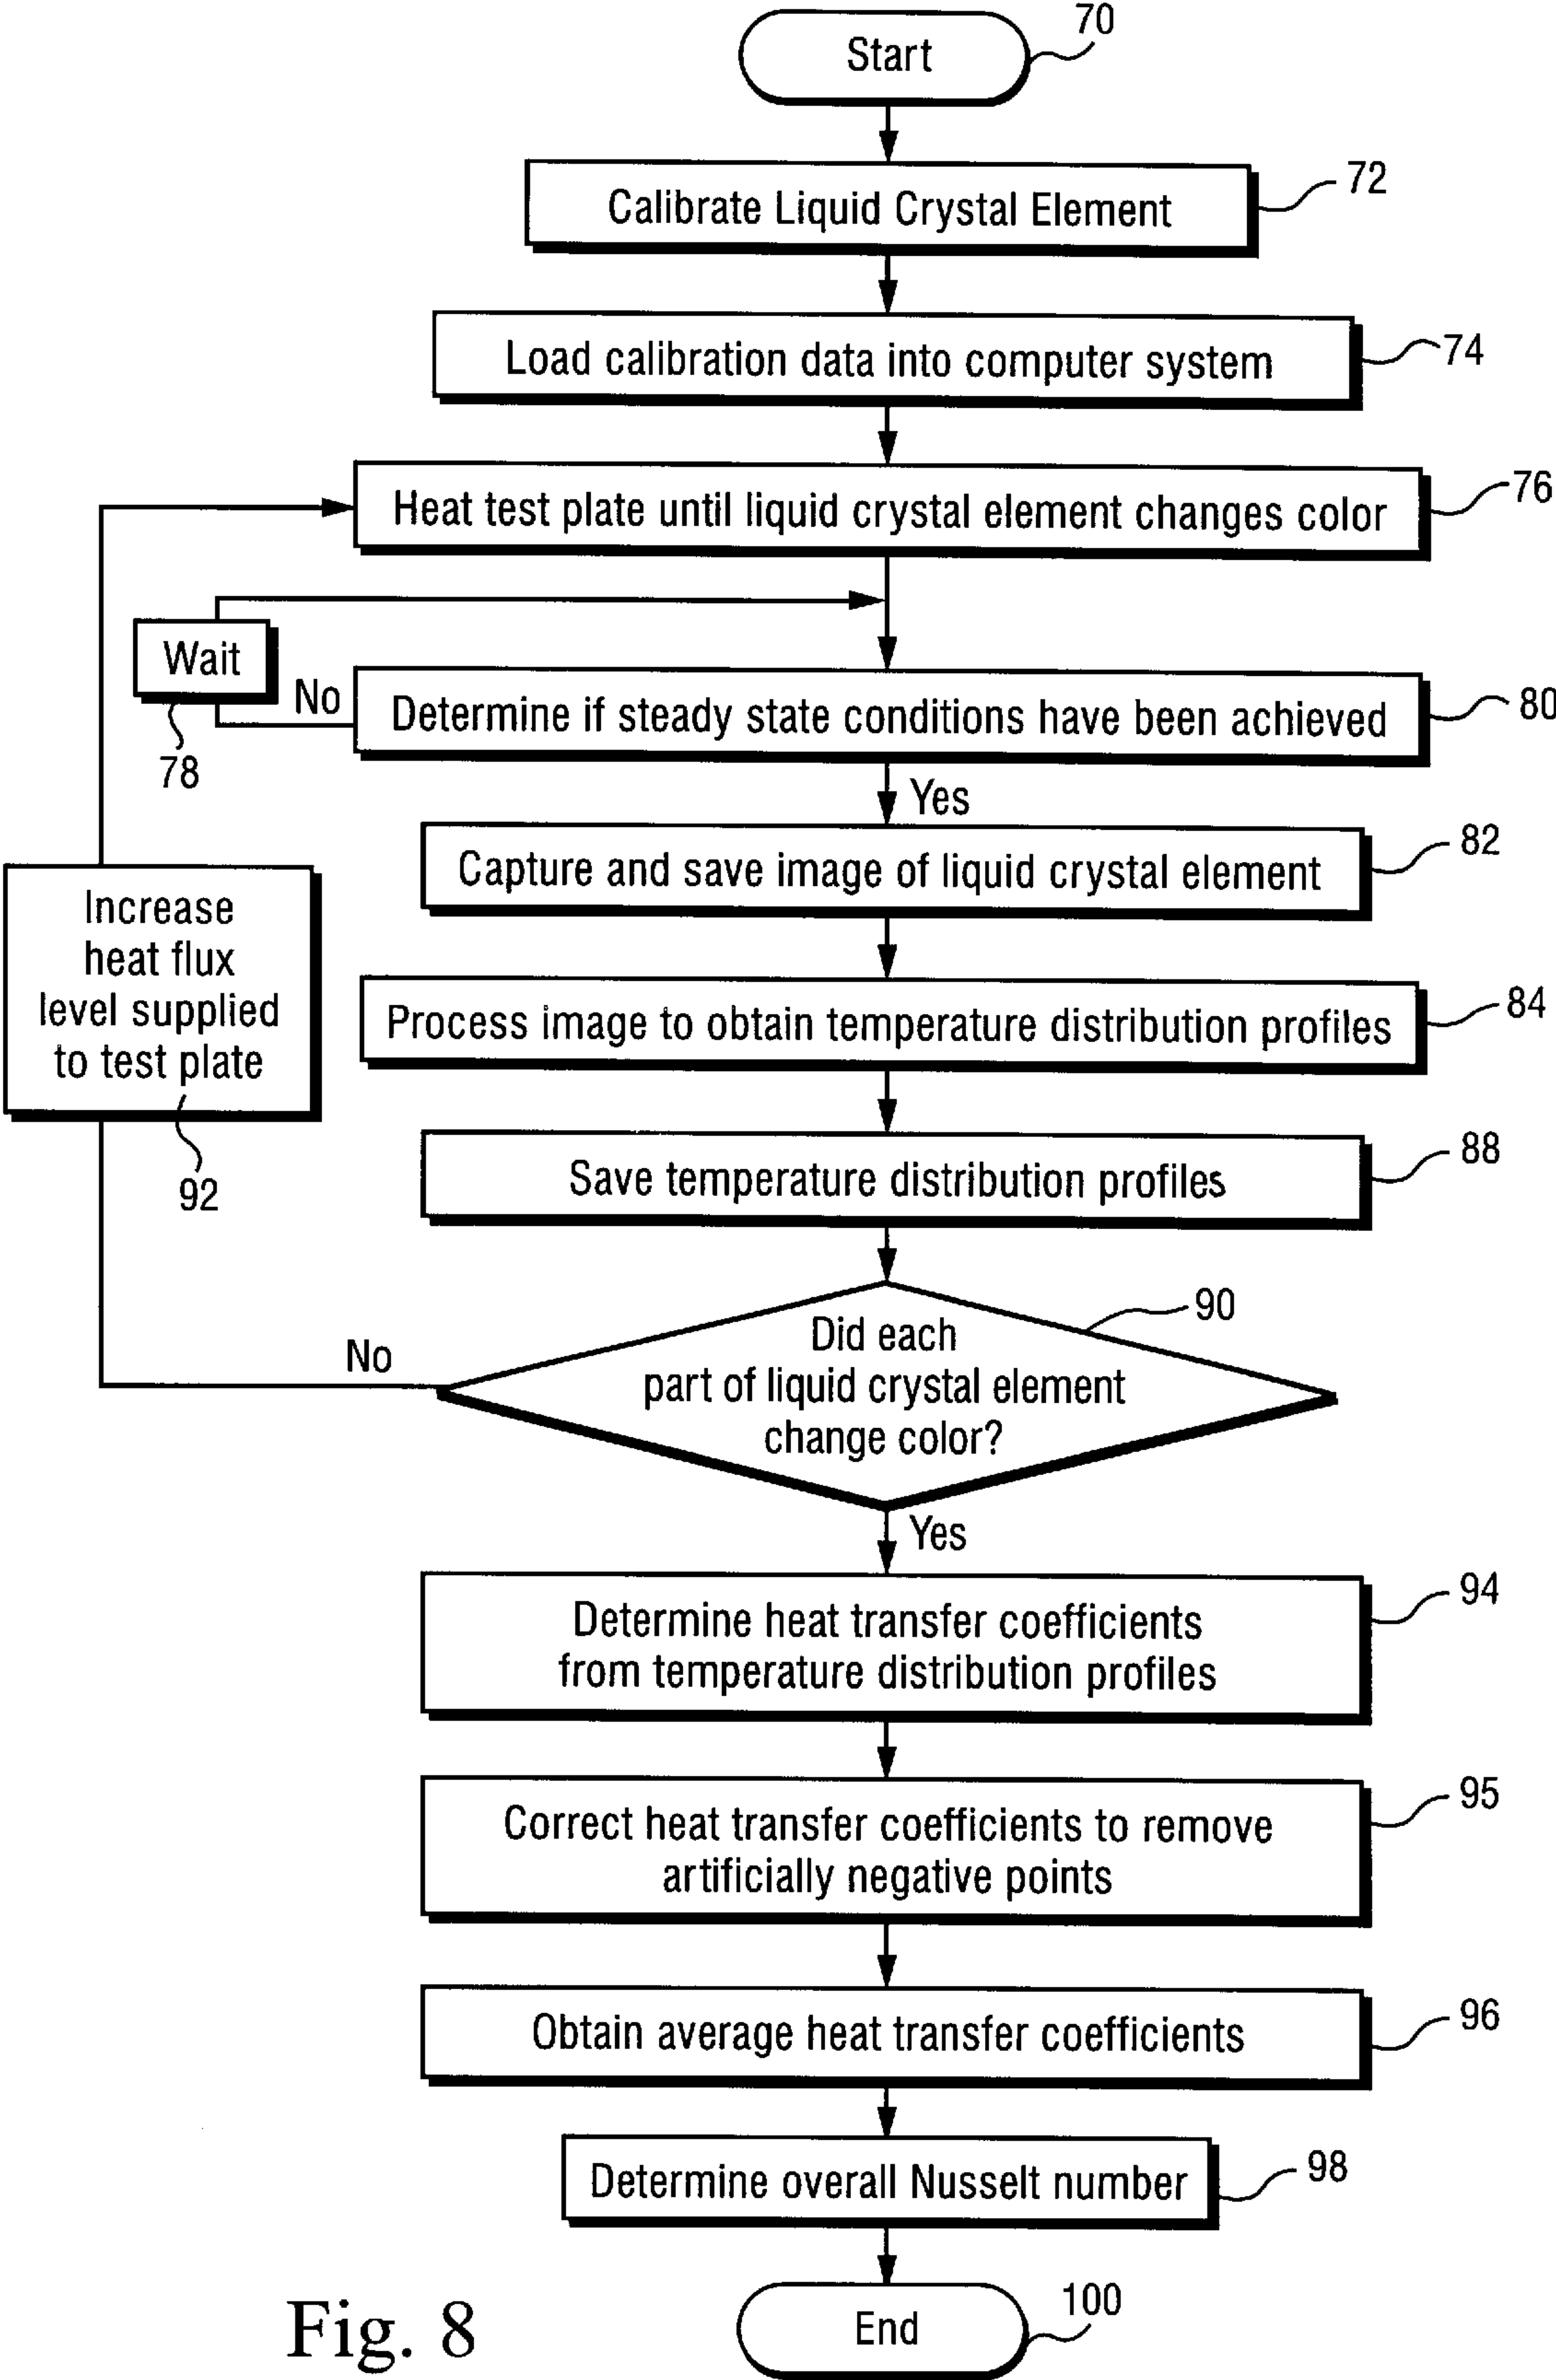 70
Start
72
Calibrate Liquid Crystal Element
74
Load calibration data into computer system
76
Heat test plate until liquid crystal element changes color
Wait
78
No
80
Determine if steady state conditions have been achieved
Yes
82
Capture and save image of liquid crystal element
Increase
heat flux
level supplied
to test plate
92
84
Process image to obtain temperature distribution profiles
88
Save temperature distribution profiles
90
Did each
part of liquid crystal element
change color?
No
Yes
94
Determine heat transfer coefficients
from temperature distribution profiles
95
Correct heat transfer coefficients to remove
artificially negative points
96
Obtain average heat transfer coefficients
98
Determine overall Nusselt number
100
End
Fig. 8